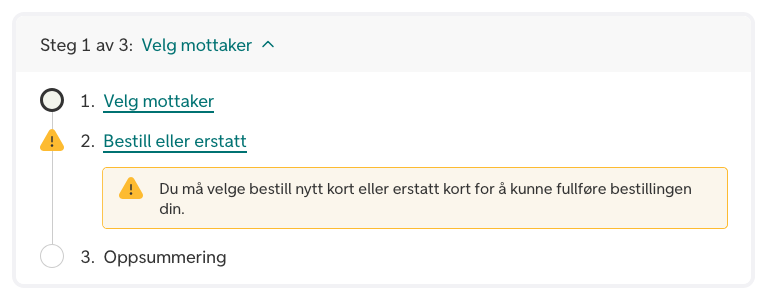 Steg 1 av 3: Velg mottaker
1. Velg mottaker
2. Bestill eller erstatt
Du må velge bestill nytt kort eller erstatt kort for å kunne fullføre bestillingen
din.
3. Oppsummering